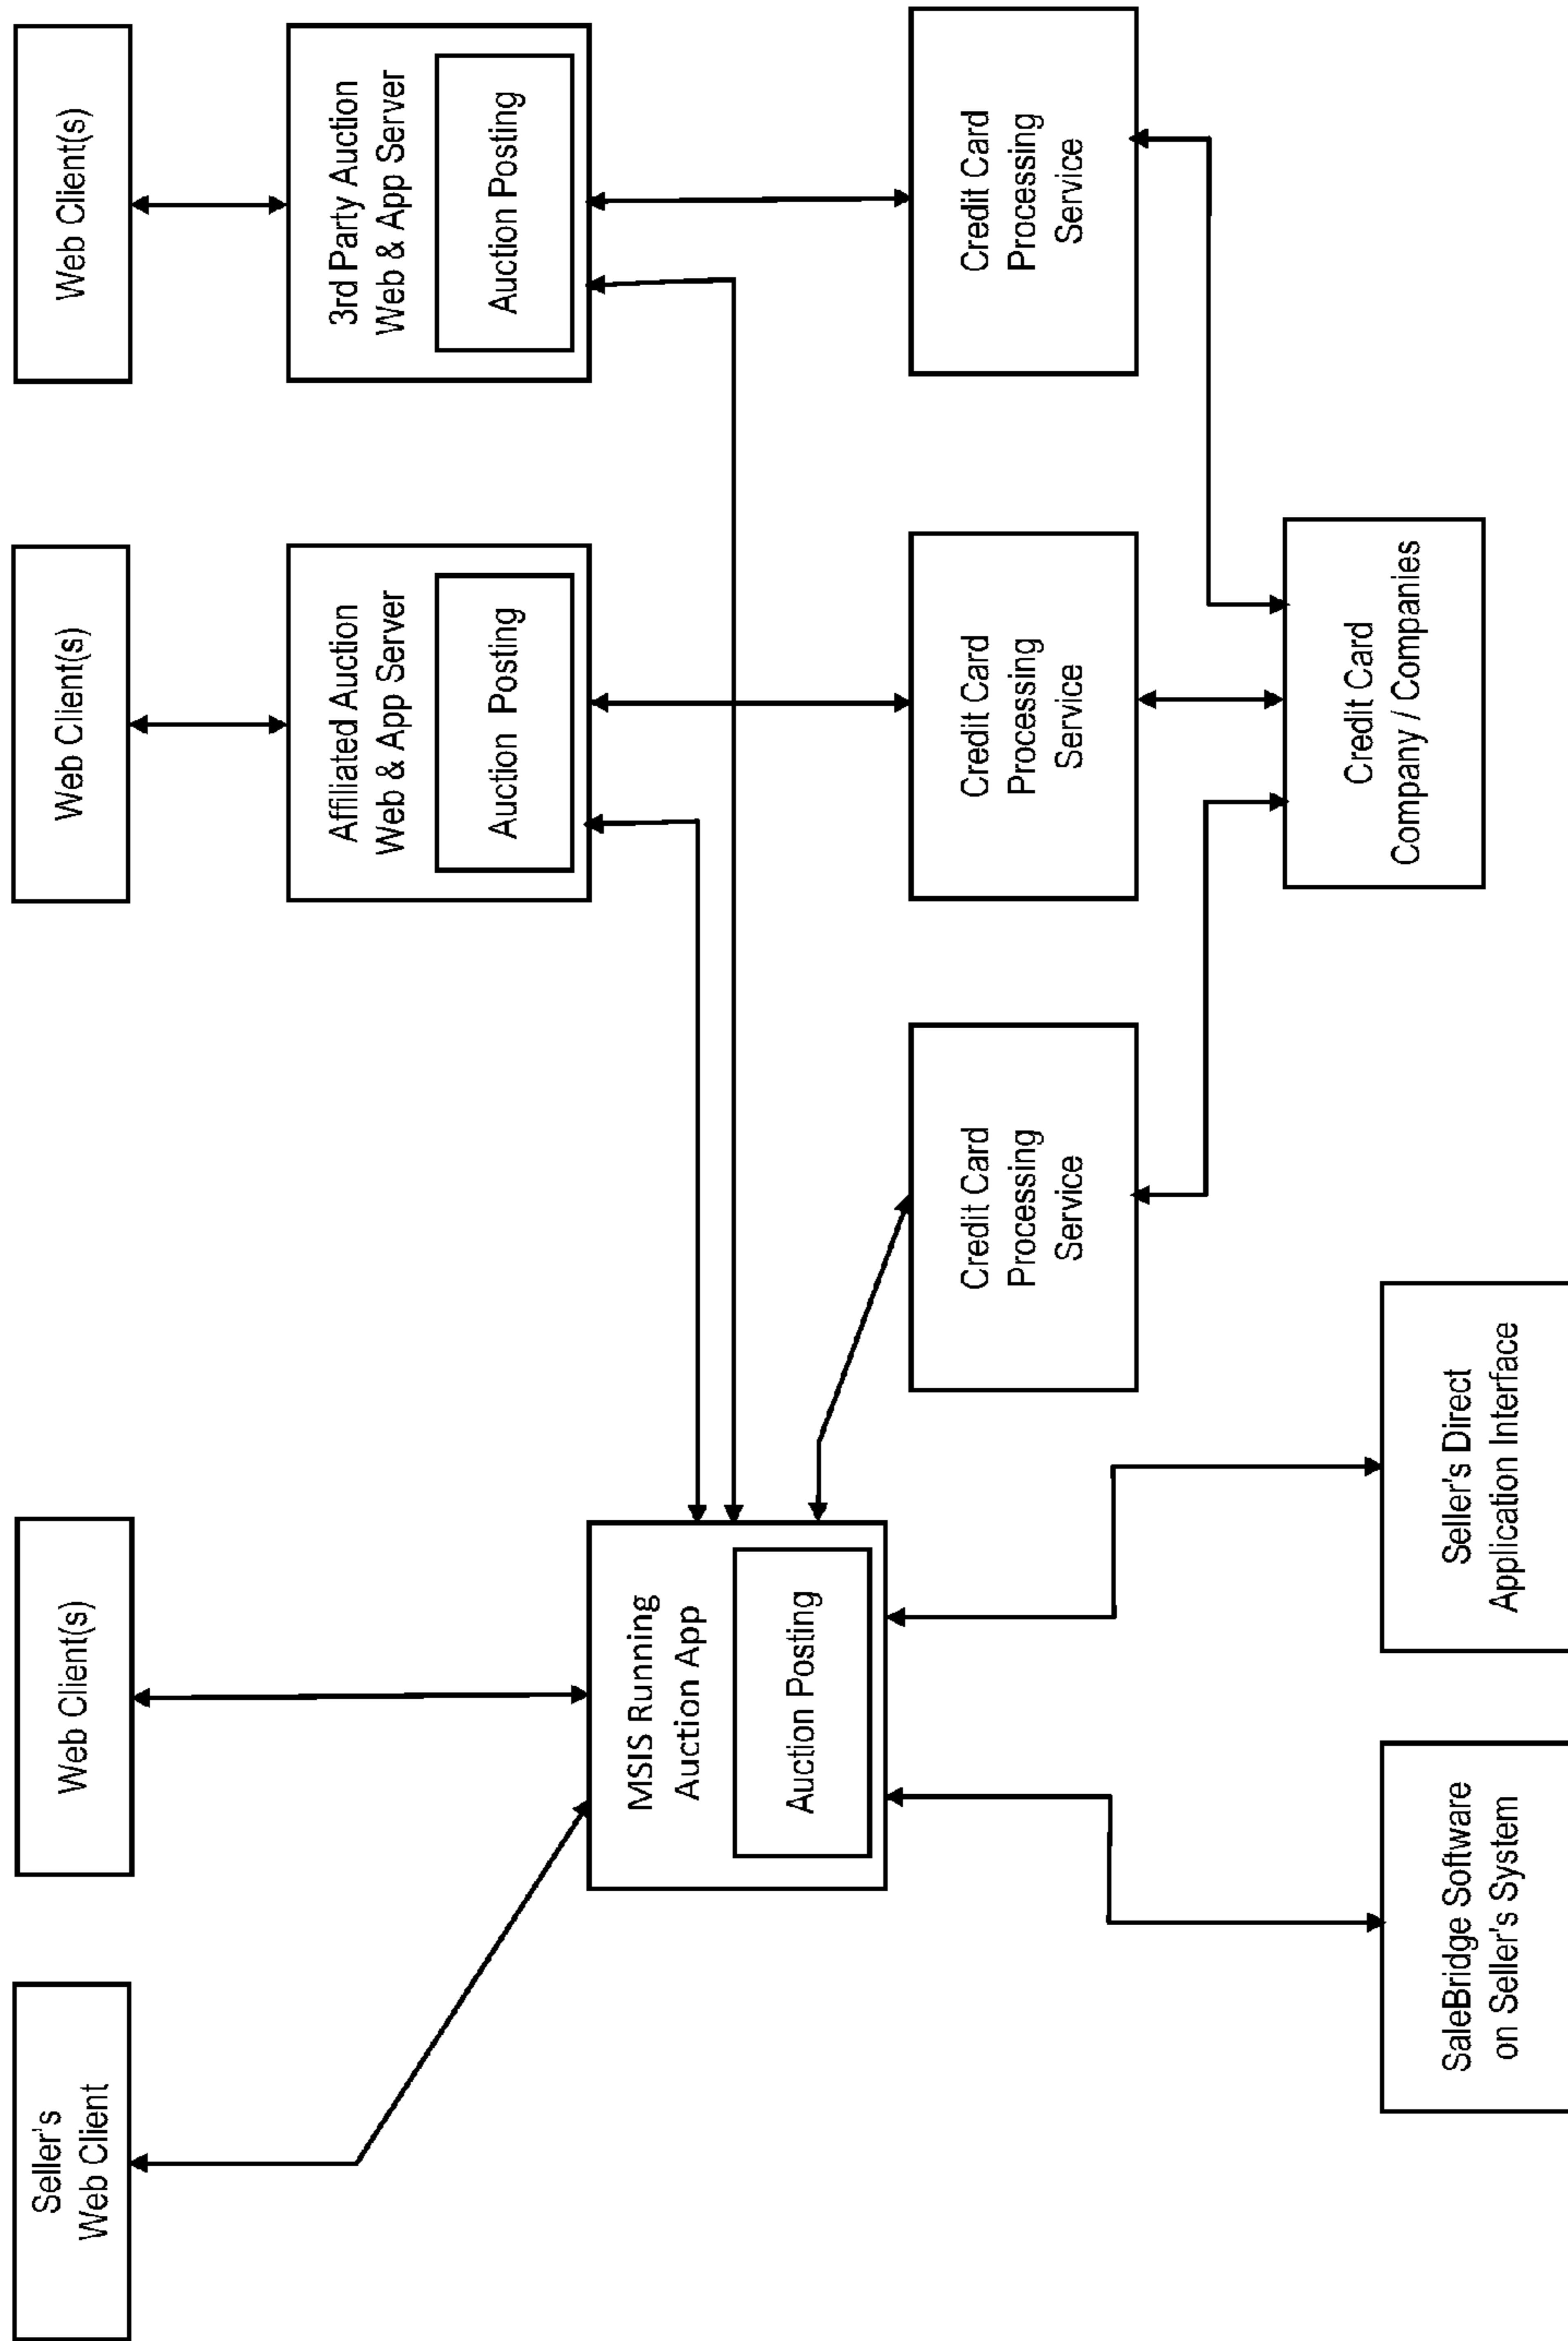 Seller's
Web Client
Web Client(s)
Web Client(s)
Web Client(s)
Affiliated Auction
Web & App Server
Auction Posting
3rd Party Auction
Web & App Server
Auction Posting
MSIS Running
Auction App
Auction Posting
Credit Card
Processing
Service
Credit Card
Processing
Service
Credit Card
Processing
Service
SaleBridge Software
on Seller's System
Seller's Direct
Application Interface
Credit Card
Company / Companies